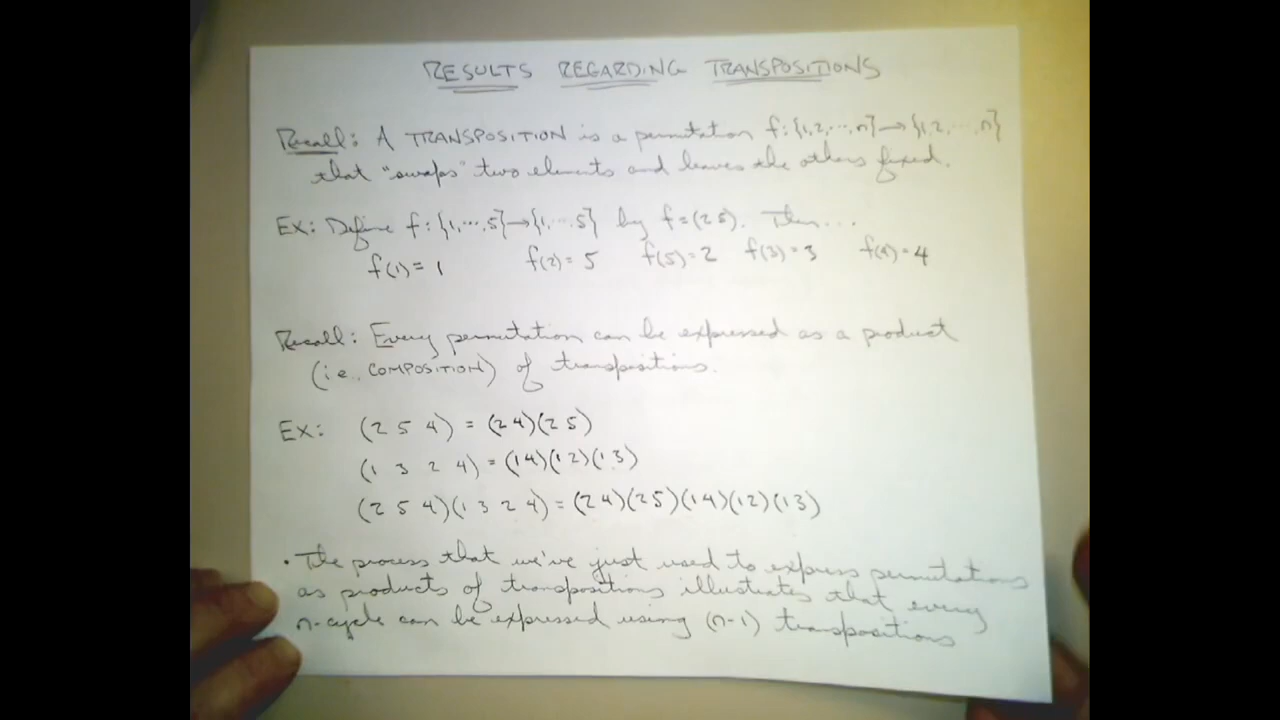 RESULTS REGARDING TRANSPOSITIONS
Recall: A TRANSPOSITION is a permutation f:{1,2,...,n}→{1,2,...,n}
that "swaps" two elements and leaves the others fixed.
EX: Define f:{1,...,5}→{1,...,5} by f=(2 5). Then...
f(1)=1 f(2)=5 f(5)=2 f(3)=3 f(4)=4
Recall: Every permutation can be expressed as a product
(i.e., COMPOSITION) of transpositions.
EX: (2 5 4) = (2 4)(2 5)
(1 3 2 4) = (1 4)(1 2)(1 3)
(2 5 4)(1 3 2 4) = (2 4)(2 5)(1 4)(1 2)(1 3)
• The process that we've just used to express permutations
as products of transpositions illustrates that every
n-cycle can be expressed using (n-1) transpositions